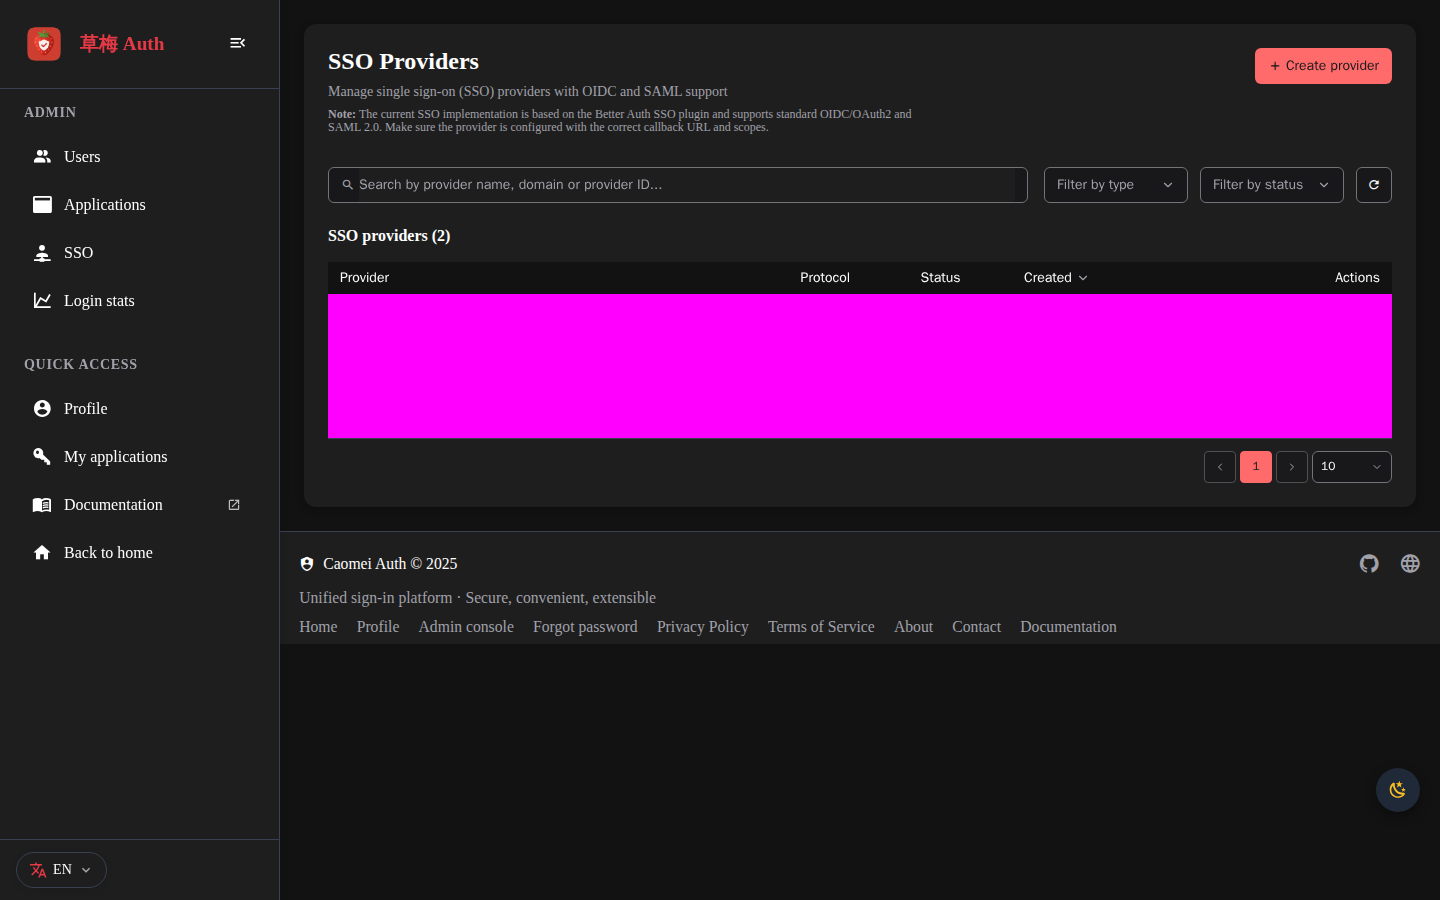 草梅 Auth
ADMIN
Users
Applications
SSO
Login stats
QUICK ACCESS
Profile
My applications
Documentation
Back to home
EN
SSO Providers
Create provider
Manage single sign-on (SSO) providers with OIDC and SAML support
Note: The current SSO implementation is based on the Better Auth SSO plugin and supports standard OIDC/OAuth2 and
SAML 2.0. Make sure the provider is configured with the correct callback URL and scopes.
Search by provider name, domain or provider ID...
Filter by type
Filter by status
SSO providers (2)
Provider Protocol Status Created Actions
1
10
Caomei Auth © 2025
Unified sign-in platform · Secure, convenient, extensible
Home Profile Admin console Forgot password Privacy Policy Terms of Service About Contact Documentation